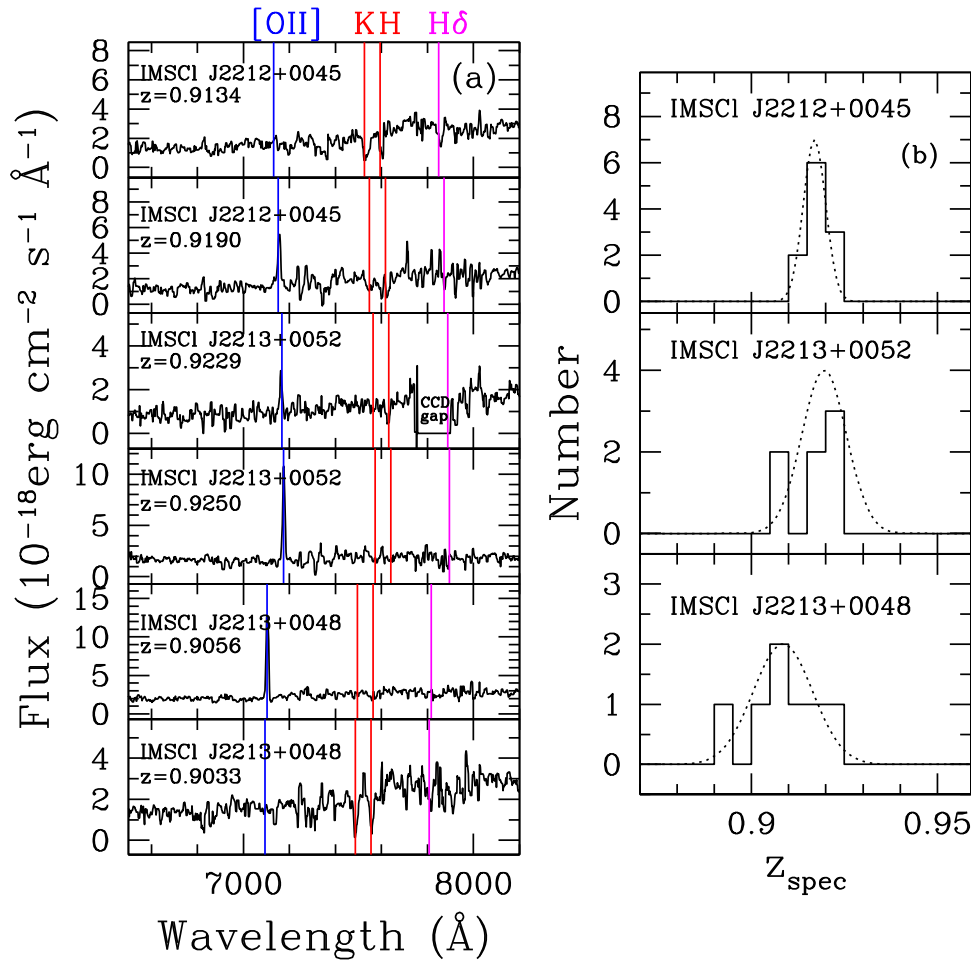 [OII] K H Hδ
(a)
IMSCl J2212+0045
z=0.9134
8
6
4
2
0
IMSCl J2212+0045
z=0.9190
8
6
4
2
0
IMSCl J2213+0052
z=0.9229
CCD
gap
4
2
0
IMSCl J2213+0052
z=0.9250
10
5
0
IMSCl J2213+0048
z=0.9056
15
10
5
0
IMSCl J2213+0048
z=0.9033
4
2
0
7000 8000
Wavelength (Å)
Flux (10⁻¹⁸erg cm⁻² s⁻¹ Å⁻¹)
IMSCl J2212+0045
(b)
8
6
4
2
0
IMSCl J2213+0052
4
2
0
IMSCl J2213+0048
3
2
1
0
0.9 0.95
z_spec
Number